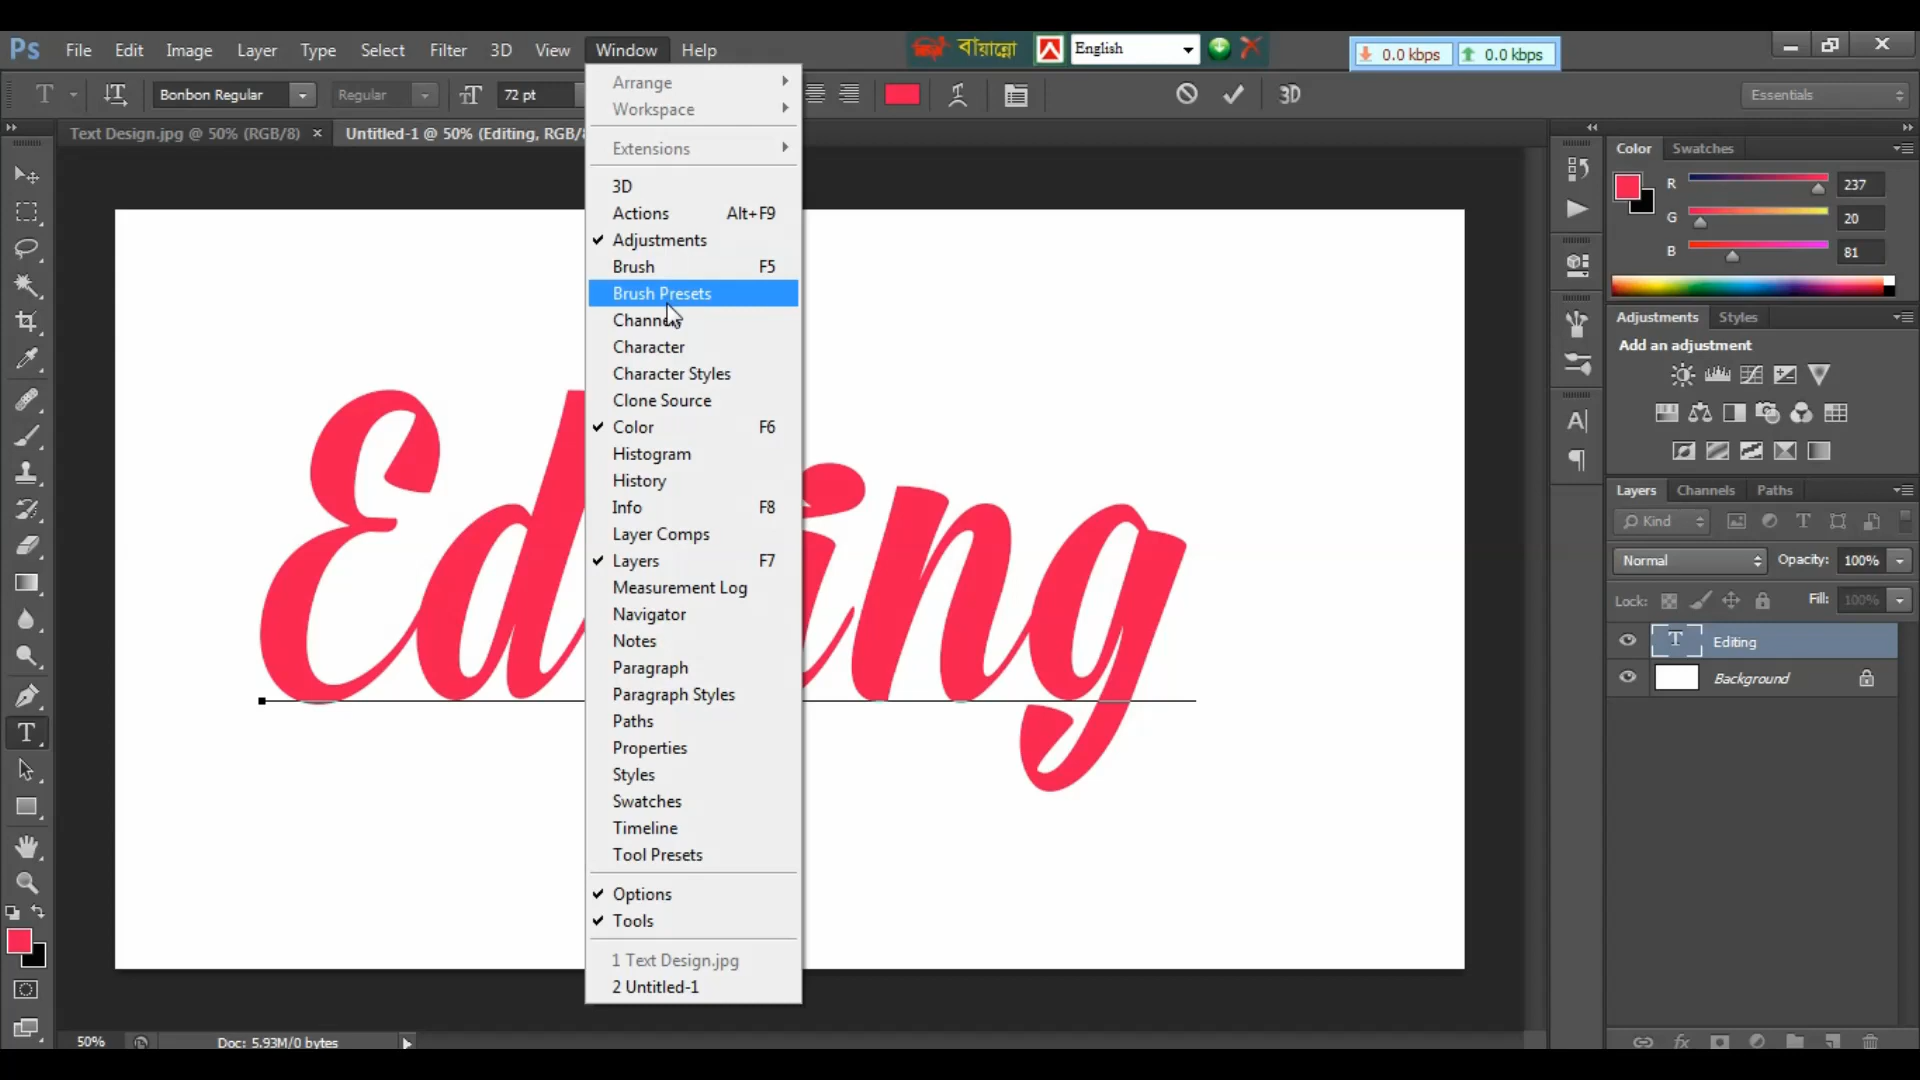 Ps File Edit Image Layer Type Select Filter 3D View Window Help
বায়ান্নো English 0.0 kbps 0.0 kbps
T Bonbon Regular Regular 72 pt 3D Essentials
Text Design.jpg @ 50% (RGB/8) × Untitled-1 @ 50% (Editing, RGB/8
Arrange
Workspace
Extensions
3D
Actions Alt+F9
Adjustments
Brush F5
Brush Presets
Channels
Character
Character Styles
Clone Source
Color F6
Histogram
History
Info F8
Layer Comps
Layers F7
Measurement Log
Navigator
Notes
Paragraph
Paragraph Styles
Paths
Properties
Styles
Swatches
Timeline
Tool Presets
Options
Tools
1 Text Design.jpg
2 Untitled-1
Editing
Color Swatches
R 237
G 20
B 81
Adjustments Styles
Add an adjustment
Layers Channels Paths
Kind
Normal Opacity: 100%
Lock: Fill: 100%
T Editing
Background
fx
50% Doc: 5.93M/0 bytes